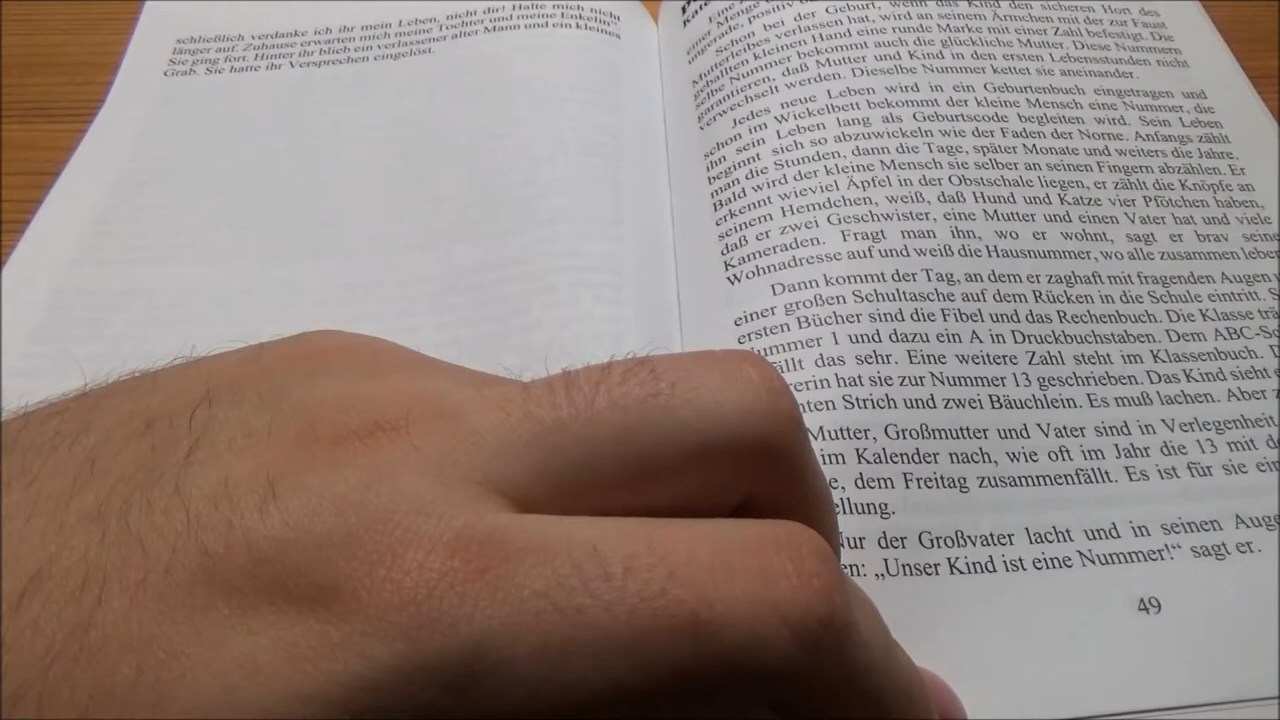 schließlich verdanke ich ihr mein Leben, nicht dir! Halte mich nicht
länger auf. Zuhause erwarten mich meine Tochter und meine Enkelin".
Sie ging fort. Hinter ihr blieb ein verlassener alter Mann und ein kleines
Grab. Sie hatte ihr Versprechen eingelöst.
Eine
einer Menge
ungerade, positiv
Schon bei der Geburt, wenn das Kind den sicheren Hort des
Mutterleibes verlassen hat, wird an seinem Ärmchen mit der zur Faust
geballten kleinen Hand eine runde Marke mit einer Zahl befestigt. Die
selbe Nummer bekommt auch die glückliche Mutter. Diese Nummern
garantieren, daß Mutter und Kind in den ersten Lebensstunden nicht
verwechselt werden. Dieselbe Nummer kettet sie aneinander.
Jedes neue Leben wird in ein Geburtenbuch eingetragen und
schon im Wickelbett bekommt der kleine Mensch eine Nummer, die
ihn sein Leben lang als Geburtscode begleiten wird. Sein Leben
beginnt sich so abzuwickeln wie der Faden der Norne. Anfangs zählt
man die Stunden, dann die Tage, später Monate und weiters die Jahre.
Bald wird der kleine Mensch sie selber an seinen Fingern abzählen. Er
erkennt wieviel Äpfel in der Obstschale liegen, er zählt die Knöpfe an
seinem Hemdchen, weiß, daß Hund und Katze vier Pfötchen haben,
daß er zwei Geschwister, eine Mutter und einen Vater hat und viele
Kameraden. Fragt man ihn, wo er wohnt, sagt er brav seine
Wohnadresse auf und weiß die Hausnummer, wo alle zusammen leben
Dann kommt der Tag, an dem er zaghaft mit fragenden Augen
einer großen Schultasche auf dem Rücken in die Schule eintritt. S
ersten Bücher sind die Fibel und das Rechenbuch. Die Klasse trä
Nummer 1 und dazu ein A in Druckbuchstaben. Dem ABC-Sc
ällt das sehr. Eine weitere Zahl steht im Klassenbuch. D
rerin hat sie zur Nummer 13 geschrieben. Das Kind sieht e
nten Strich und zwei Bäuchlein. Es muß lachen. Aber z
Mutter, Großmutter und Vater sind in Verlegenheit
im Kalender nach, wie oft im Jahr die 13 mit d
e, dem Freitag zusammenfällt. Es ist für sie ein
ellung.
Nur der Großvater lacht und in seinen Auge
en: „Unser Kind ist eine Nummer!“ sagt er.
49